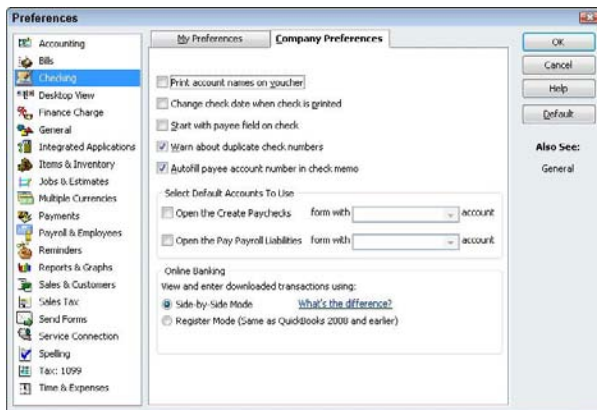 Preferences
Accounting
Bills
Checking
Desktop View
Finance Charge
General
Integrated Applications
Items & Inventory
Jobs & Estimates
Multiple Currencies
Payments
Payroll & Employees
Reminders
Reports & Graphs
Sales & Customers
Sales Tax
Send Forms
Service Connection
Spelling
Tax: 1099
Time & Expenses
My Preferences
Company Preferences
Print account names on voucher
Change check date when check is printed
Start with payee field on check
Warn about duplicate check numbers
Autofill payee account number in check memo
Select Default Accounts To Use
Open the Create Paychecks form with account
Open the Pay Payroll Liabilities form with account
Online Banking
View and enter downloaded transactions using:
Side-by-Side Mode What's the difference?
Register Mode (Same as QuickBooks 2008 and earlier)
OK
Cancel
Help
Default
Also See:
General